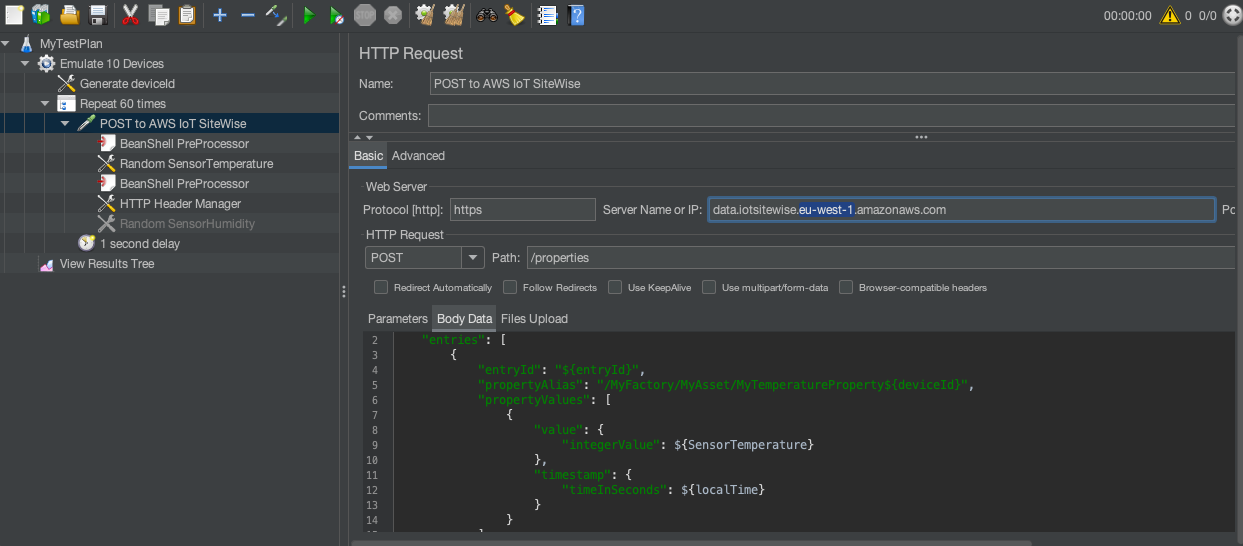 STOP
00:00:00 0 0/0
MyTestPlan
Emulate 10 Devices
Generate deviceId
Repeat 60 times
POST to AWS IoT SiteWise
BeanShell PreProcessor
Random SensorTemperature
BeanShell PreProcessor
HTTP Header Manager
Random SensorHumidity
1 second delay
View Results Tree
HTTP Request
Name: POST to AWS IoT SiteWise
Comments:
Basic Advanced
Web Server
Protocol [http]: https Server Name or IP: data.iotsitewise.eu-west-1.amazonaws.com
HTTP Request
POST Path: /properties
Redirect Automatically Follow Redirects Use KeepAlive Use multipart/form-data Browser-compatible headers
Parameters Body Data Files Upload
2 "entries": [
3 {
4 "entryId": "${entryId}",
5 "propertyAlias": "/MyFactory/MyAsset/MyTemperatureProperty${deviceId}",
6 "propertyValues": [
7 {
8 "value": {
9 "integerValue": ${SensorTemperature}
10 },
11 "timestamp": {
12 "timeInSeconds": ${localTime}
13 }
14 }